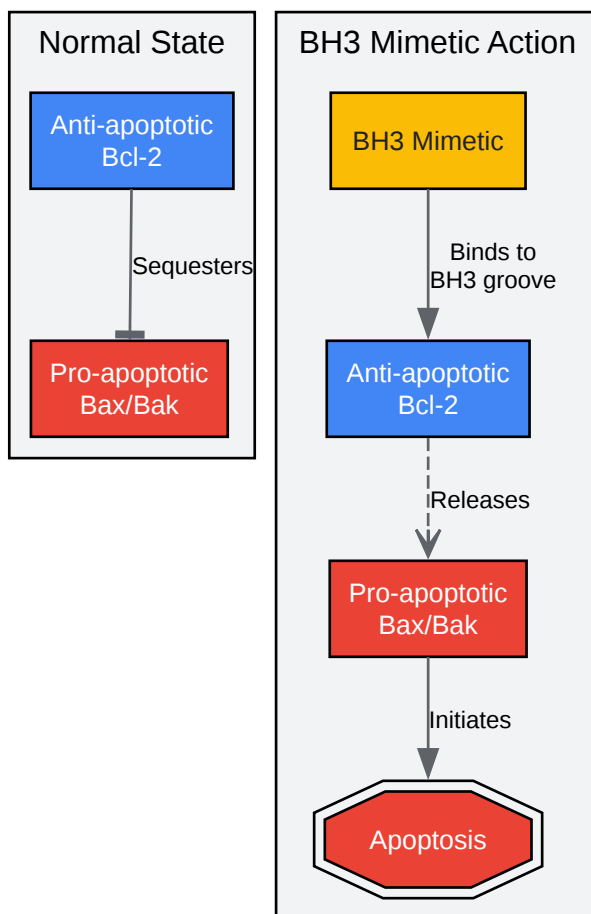 Normal State
Anti-apoptotic
Bcl-2
Sequesters
Pro-apoptotic
Bax/Bak
BH3 Mimetic Action
BH3 Mimetic
Binds to
BH3 groove
Anti-apoptotic
Bcl-2
Releases
Pro-apoptotic
Bax/Bak
Initiates
Apoptosis